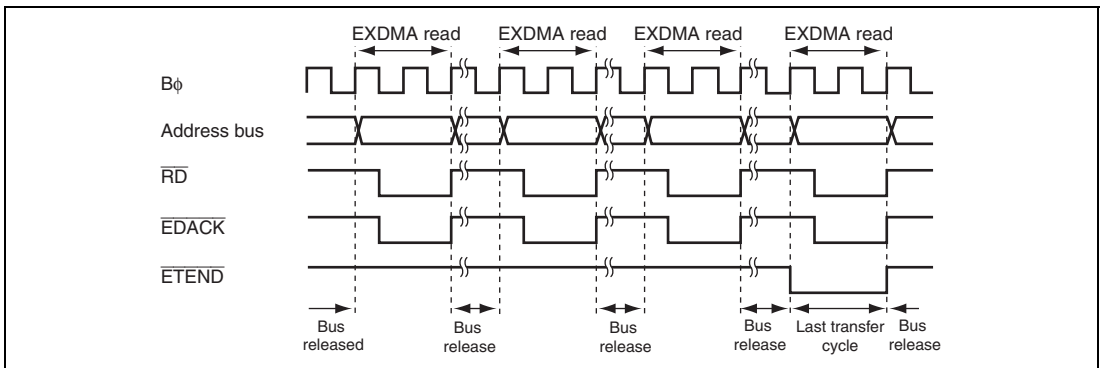 EXDMA read EXDMA read EXDMA read EXDMA read
Bφ
Address bus
RD
EDACK
ETEND
Bus released
Bus release
Bus release
Bus release
Last transfer cycle
Bus release